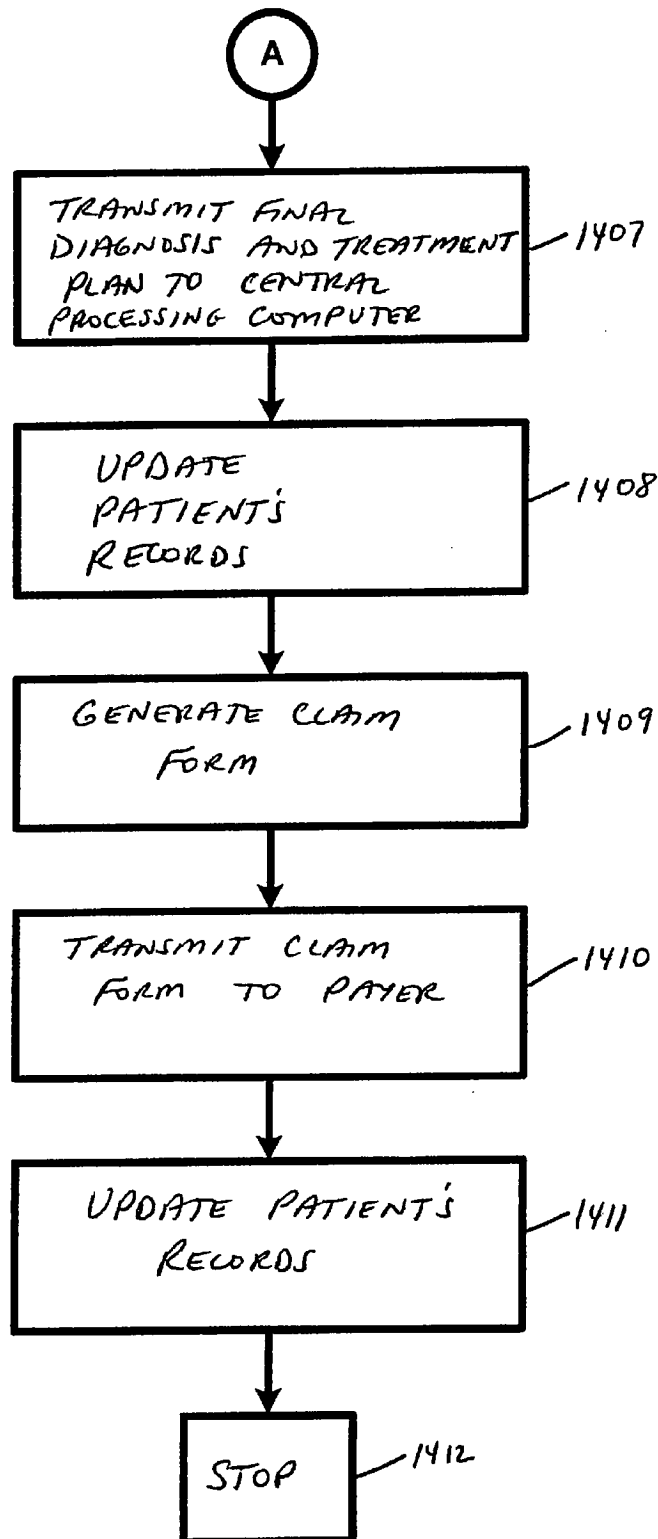 A
TRANSMIT FINAL
DIAGNOSIS AND TREATMENT
PLAN TO CENTRAL
PROCESSING COMPUTER
1407
UPDATE
PATIENT'S
RECORDS
1408
GENERATE CLAIM
FORM
1409
TRANSMIT CLAIM
FORM TO PAYER
1410
UPDATE PATIENT'S
RECORDS
1411
STOP
1412